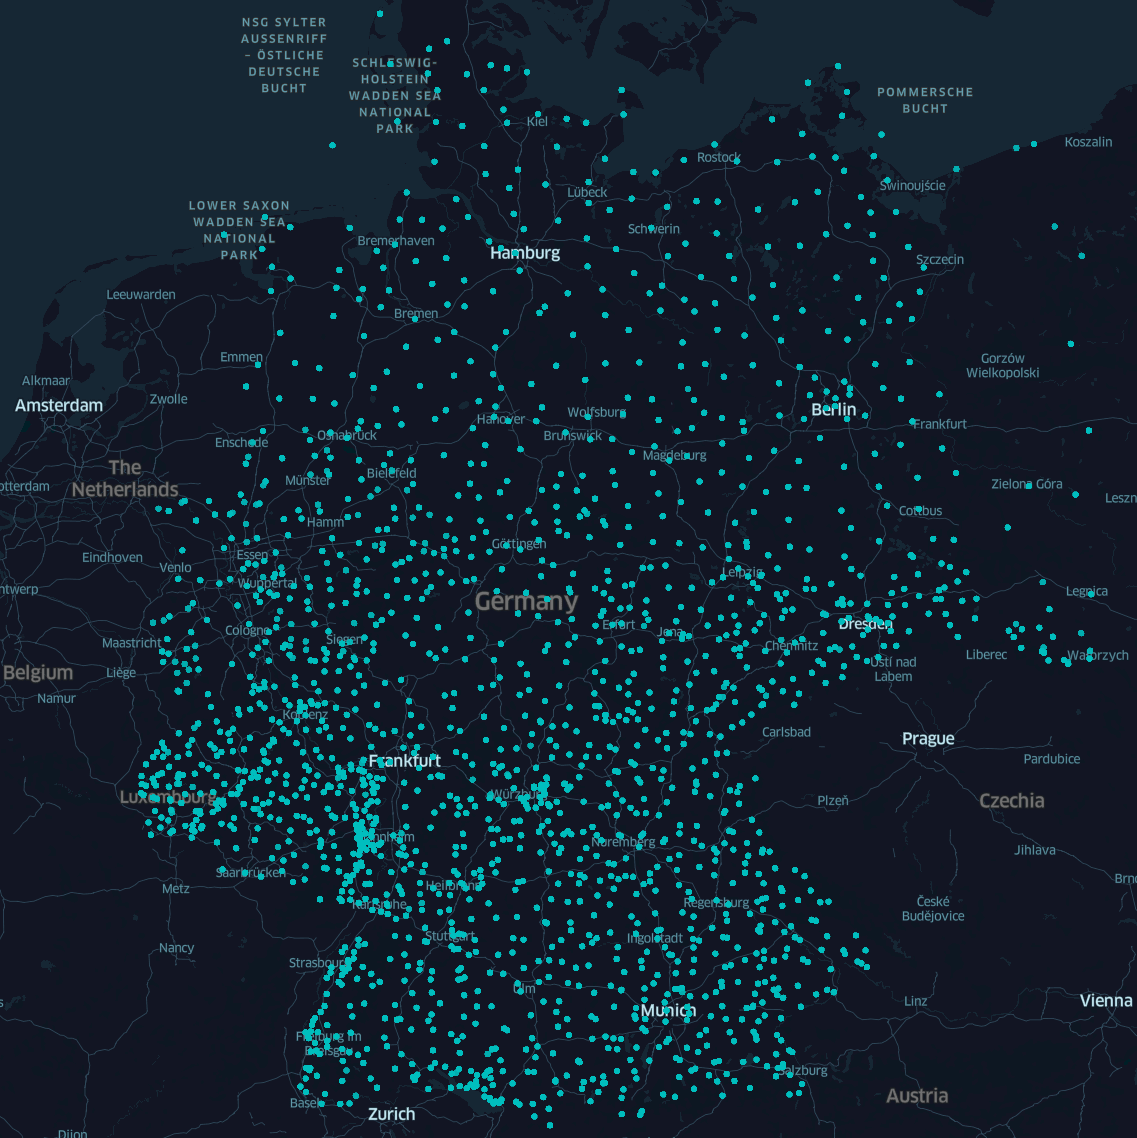 NSG SYLTER
AUSSENRIFF
– ÖSTLICHE
DEUTSCHE
BUCHT
SCHLESWIG-
HOLSTEIN
WADDEN SEA
NATIONAL
PARK
POMMERSCHE
BUCHT
Kiel
Koszalin
Rostock
Lübeck
Świnoujście
LOWER SAXON
WADDEN SEA
NATIONAL
PARK
Schwerin
Bremerhaven
Hamburg
Szczecin
Leeuwarden
Bremen
Emmen
Gorzów
Wielkopolski
Alkmaar
Amsterdam
Zwolle
Hanover
Wolfsburg
Berlin
Frankfurt
Enschede
Osnabrück
Brunswick
Magdeburg
The
Netherlands
Münster
Bielefeld
Zielona Góra
otterdam
Leszn
Hamm
Cottbus
Göttingen
Eindhoven
Venlo
Essen
Leipzig
ntwerp
Wuppertal
Germany
Legnica
Cologne
Erfurt
Jena
Dresden
Maastricht
Siegen
Chemnitz
Liberec
Wałbrzych
Belgium
Liège
Ústí nad
Labem
Namur
Koblenz
Carlsbad
Prague
Frankfurt
Pardubice
Luxembourg
Würzburg
Plzeň
Czechia
Mannheim
Nuremberg
Jihlava
Saarbrücken
Metz
Heilbronn
Brno
Karlsruhe
Regensburg
České
Budějovice
Nancy
Stuttgart
Ingolstadt
Strasbourg
Ulm
Linz
Vienna
Munich
Freiburg im
Breisgau
Salzburg
Austria
Basel
Zurich
Dijon